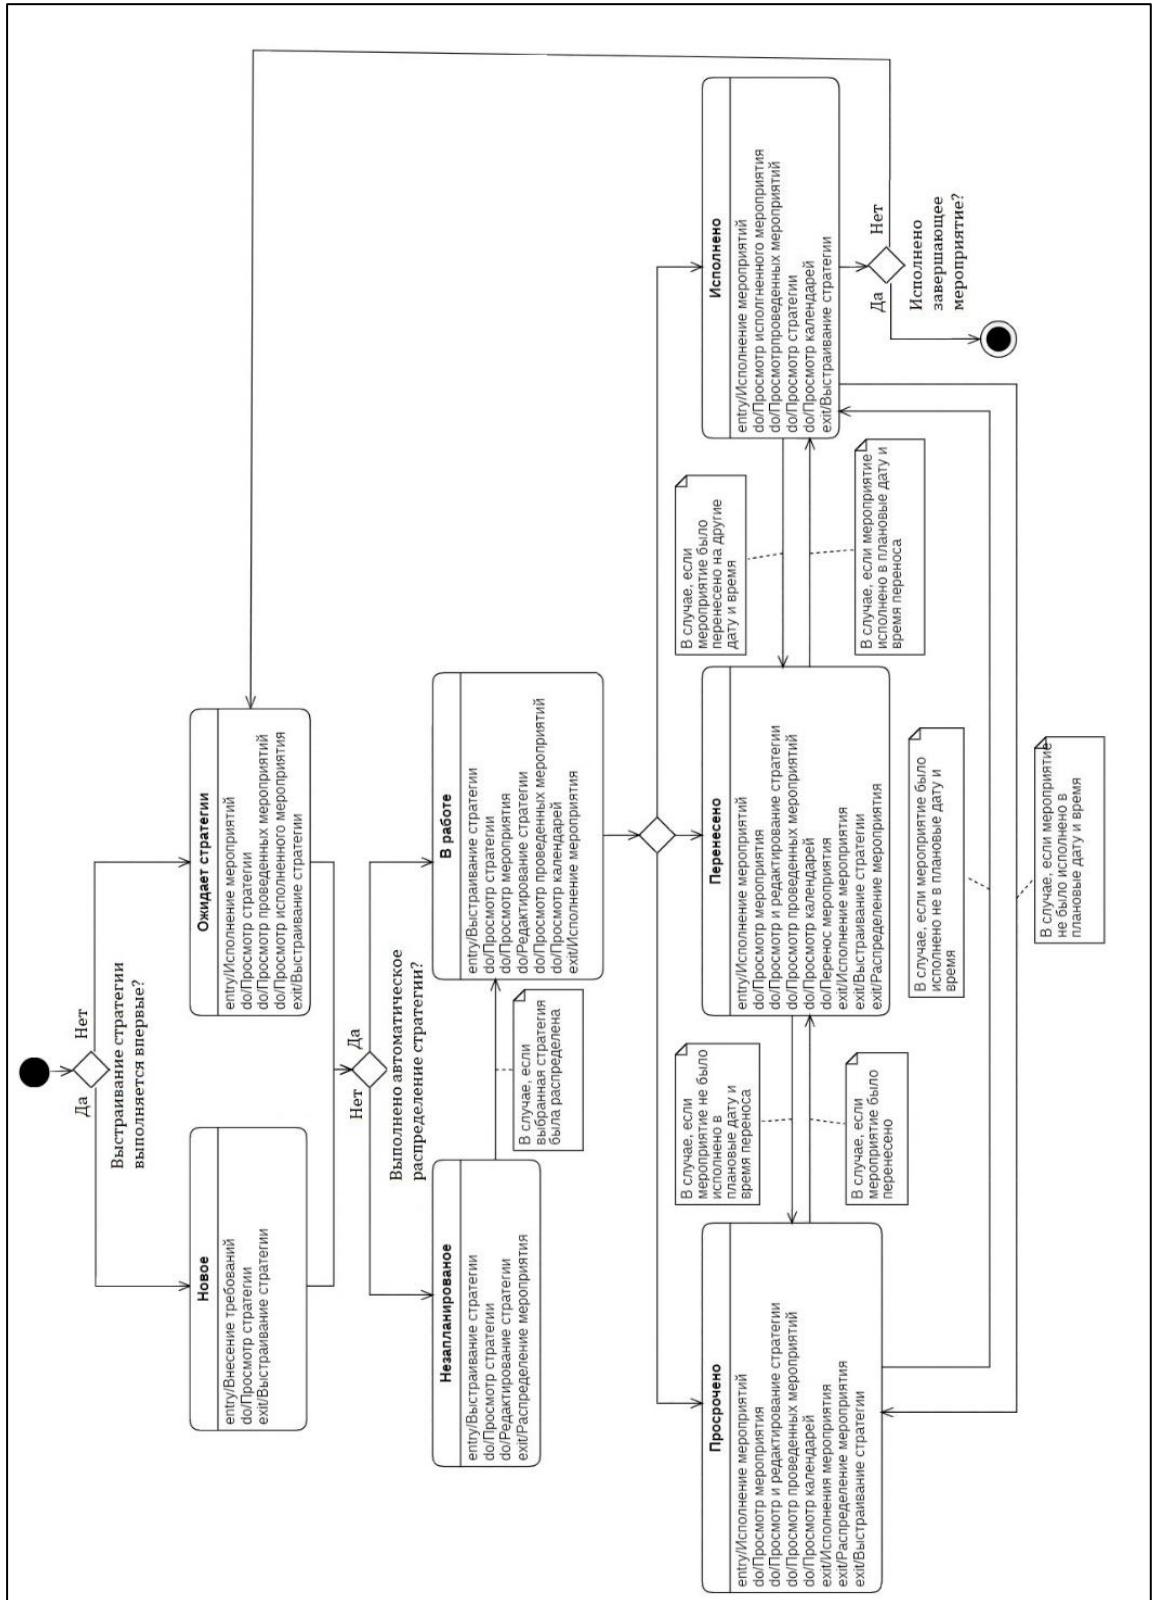 Выстраивание стратегии
выполняется впервые?
Да
Нет
Новое
entry/Внесение требований
do/Просмотр стратегии
exit/Выстраивание стратегии
Ожидает стратегии
entry/Исполнение мероприятий
do/Просмотр стратегии
do/Просмотр проведенных мероприятий
do/Просмотр исполненного мероприятия
exit/Выстраивание стратегии
Нет
Да
Выполнено автоматическое
распределение стратегии?
Незапланированое
entry/Выстраивание стратегии
do/Просмотр стратегии
do/Редактирование стратегии
exit/Распределение мероприятия
В случае, если
выбранная стратегия
была распределена
В работе
entry/Выстраивание стратегии
do/Просмотр стратегии
do/Просмотр мероприятия
do/Редактирование стратегии
do/Просмотр проведенных мероприятий
do/Просмотр календарей
exit/Исполнение мероприятия
Просрочено
entry/Исполнение мероприятий
do/Просмотр мероприятия
do/Просмотр и редактирование стратегии
do/Просмотр проведенных мероприятий
do/Просмотр календарей
exit/Исполнения мероприятия
exit/Распределение мероприятия
exit/Выстраивание стратегии
В случае, если
мероприятие не было
исполнено в
плановые дату и
время переноса
В случае, если
мероприятие было
перенесено
Перенесено
entry/Исполнение мероприятий
do/Просмотр мероприятия
do/Просмотр и редактирование стратегии
do/Просмотр проведенных мероприятий
do/Просмотр календарей
do/Перенос мероприятия
exit/Исполнение мероприятия
exit/Выстраивание стратегии
exit/Распределение мероприятия
В случае, если
мероприятие было
перенесено на другие
дату и время
В случае, если мероприятие
исполнено в плановые дату и
время переноса
Исполнено
entry/Исполнение мероприятий
do/Просмотр исполгненного мероприятия
do/Просмотрпроведенных мероприятий
do/Просмотр стратегии
do/Просмотр календарей
exit/Выстраивание стратегии
Да
Нет
Исполнено
завершающее
мероприятие?
В случае, если мероприятие было
исполнено не в плановые дату и
время
В случае, если мероприятие
не было исполнено в
плановые дату и время